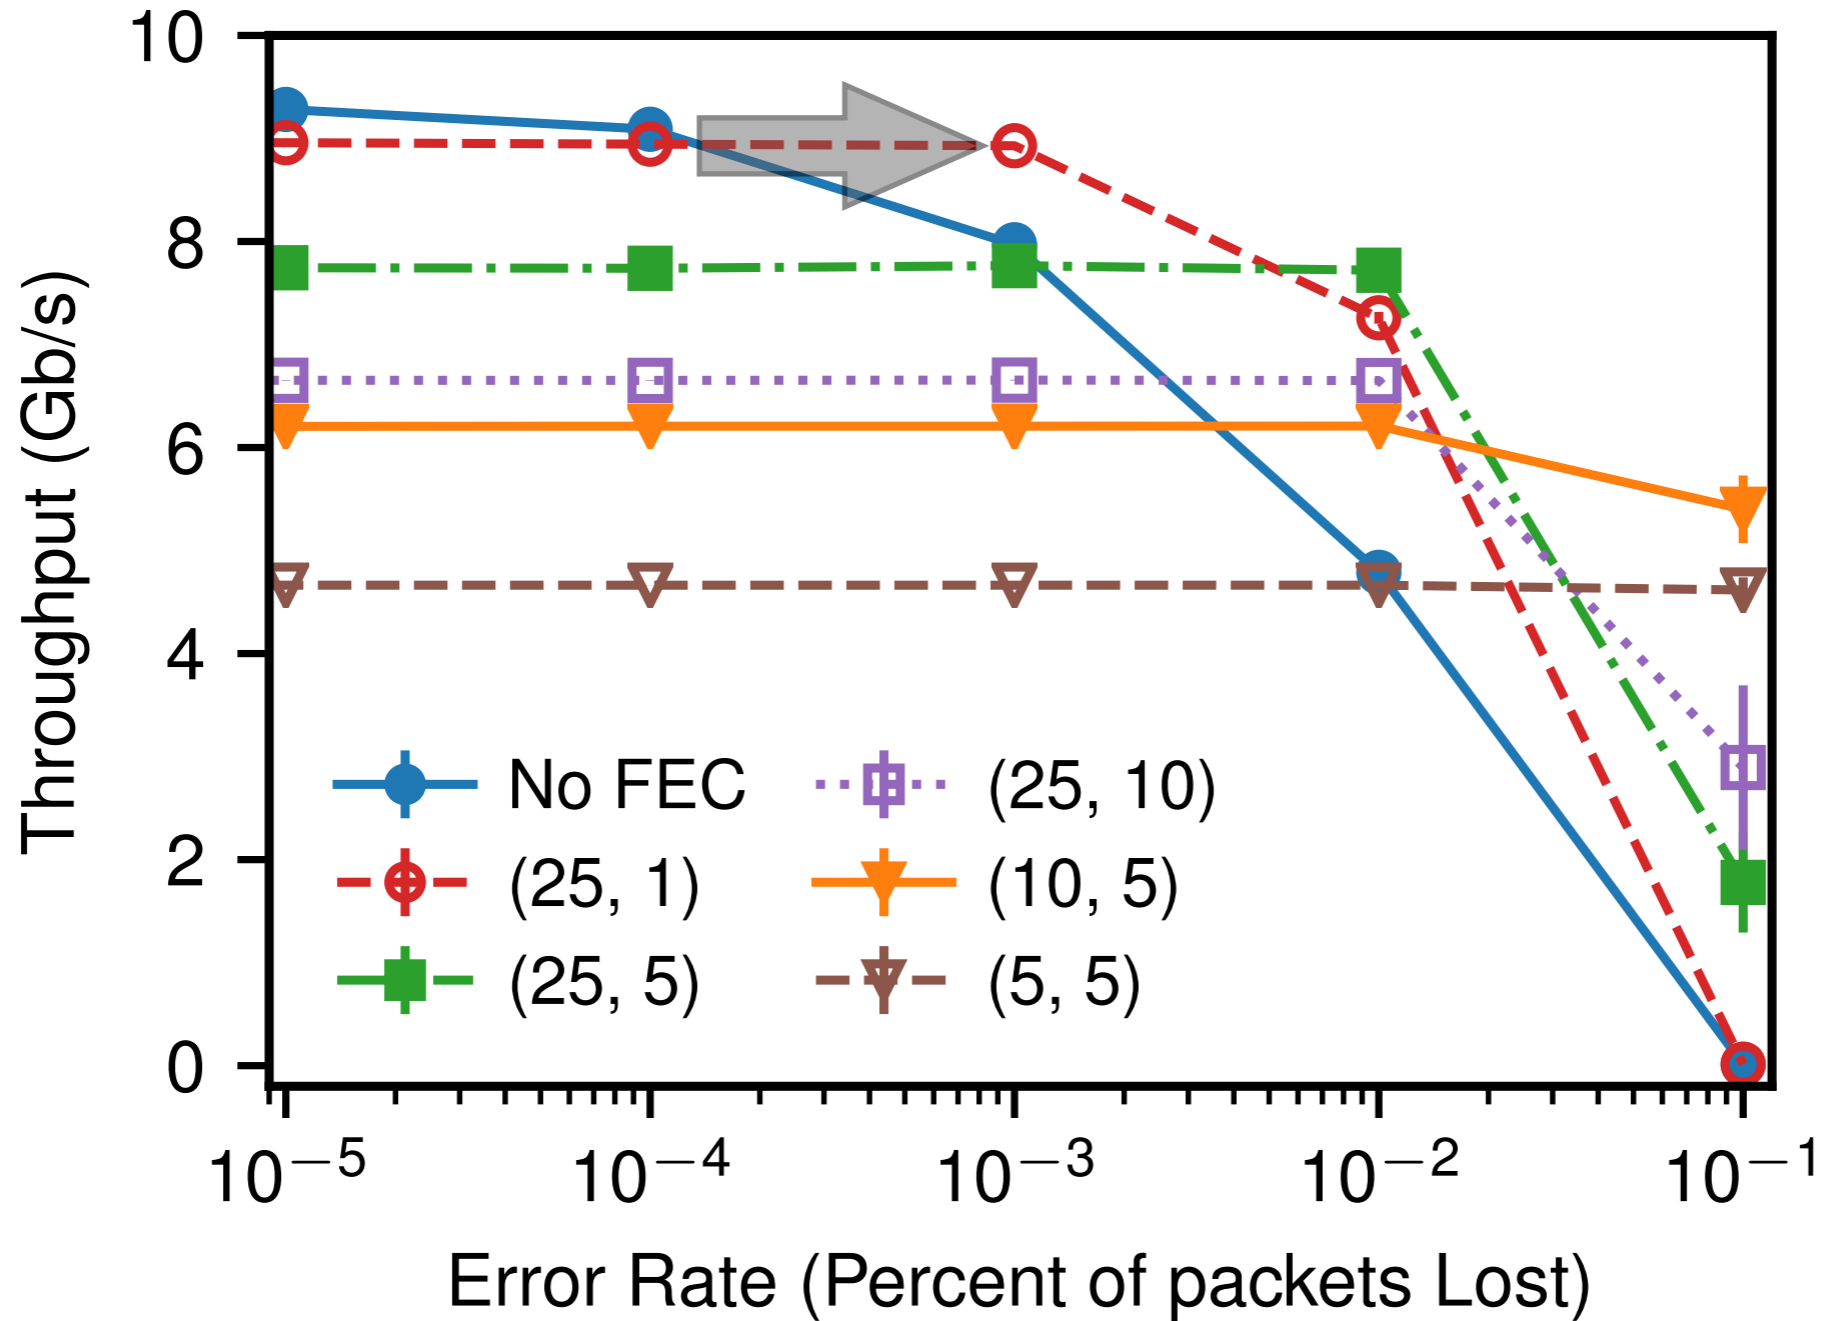 10
8
6
4
2
0
Throughput (Gb/s)
No FEC
(25, 1)
(25, 5)
(25, 10)
(10, 5)
(5, 5)
10⁻⁵ 10⁻⁴ 10⁻³ 10⁻² 10⁻¹
Error Rate (Percent of packets Lost)